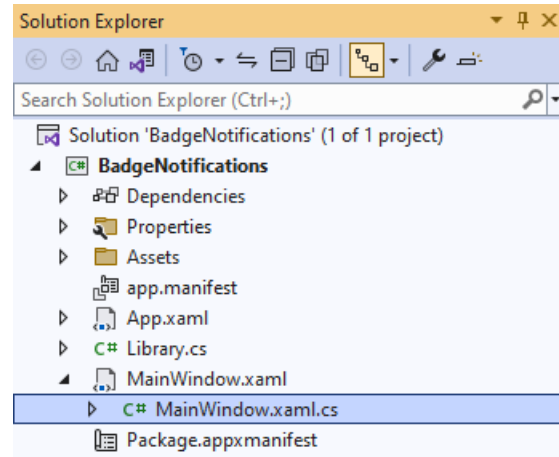 Solution Explorer
Search Solution Explorer (Ctrl+;)
Solution 'BadgeNotifications' (1 of 1 project)
C# BadgeNotifications
Dependencies
Properties
Assets
app.manifest
App.xaml
C# Library.cs
MainWindow.xaml
C# MainWindow.xaml.cs
Package.appxmanifest